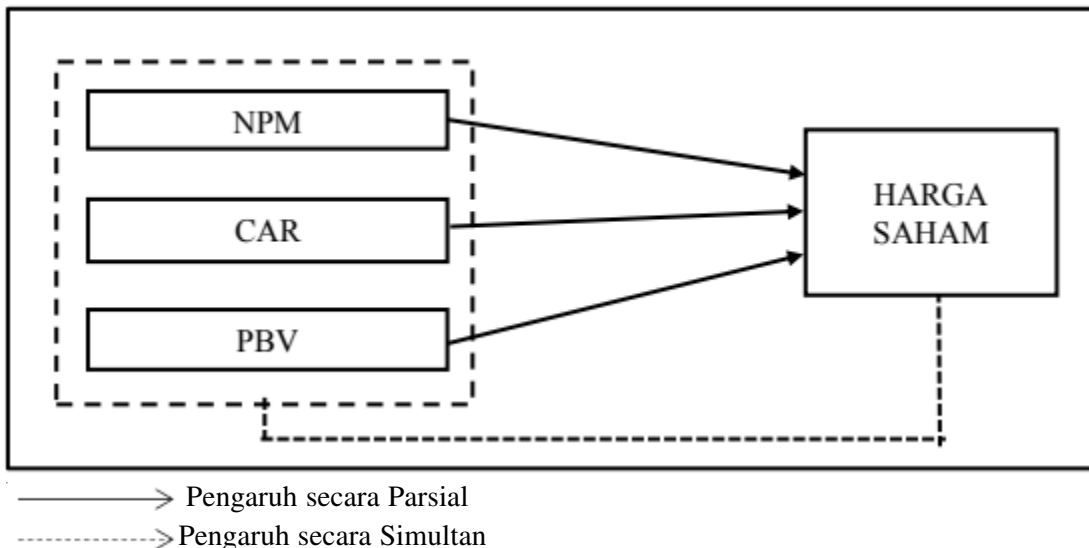 NPM
CAR
PBV
HARGA
SAHAM
Pengaruh secara Parsial
Pengaruh secara Simultan